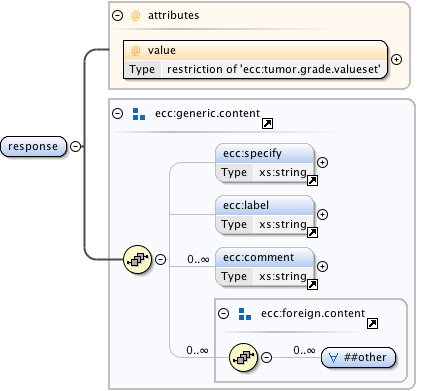 @ attributes
@ value
Type restriction of 'ecc:tumor.grade.valueset'
ecc:generic.content
response
ecc:specify
Type xs:string
ecc:label
Type xs:string
0..∞
ecc:comment
Type xs:string
ecc:foreign.content
0..∞
0..∞
∀ ##other